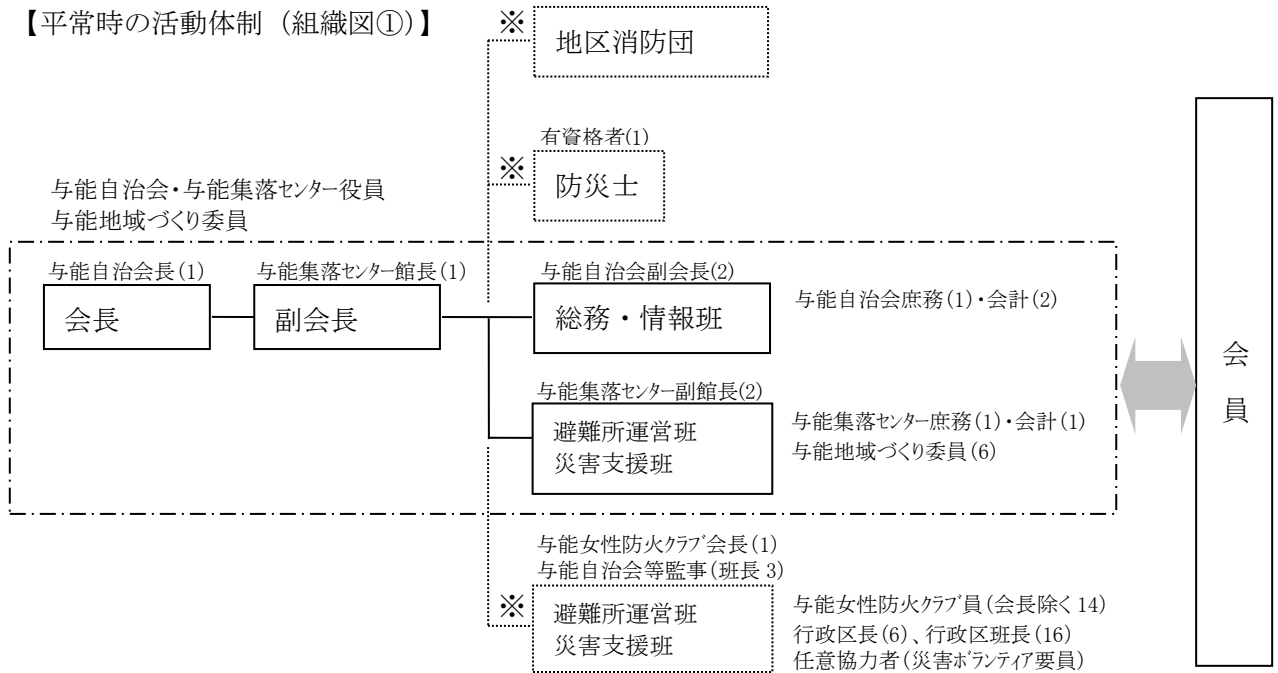 【平常時の活動体制（組織図①）】
※
地区消防団
有資格者(1)
※
防災士
与能自治会・与能集落センター役員
与能地域づくり委員
与能自治会長(1)
会長
与能集落センター館長(1)
副会長
与能自治会副会長(2)
総務・情報班
与能自治会庶務(1)・会計(2)
与能集落センター副館長(2)
避難所運営班
災害支援班
与能集落センター庶務(1)・会計(1)
与能地域づくり委員(6)
与能女性防火クラブ会長(1)
与能自治会等監事(班長3)
※
避難所運営班
災害支援班
与能女性防火クラブ員(会長除く14)
行政区長(6)、行政区班長(16)
任意協力者(災害ボランティア要員)
会員